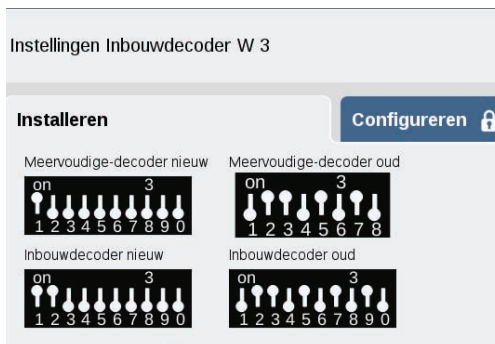 Instellingen Inbouwdecoder W 3
Installeren
Configureren
Meervoudige-decoder nieuw
Meervoudige-decoder oud
on 3
1 2 3 4 5 6 7 8 9 0
on 3
1 2 3 4 5 6 7 8
Inbouwdecoder nieuw
Inbouwdecoder oud
on 3
1 2 3 4 5 6 7 8 9 0
on 3
1 2 3 4 5 6 7 8 9 0